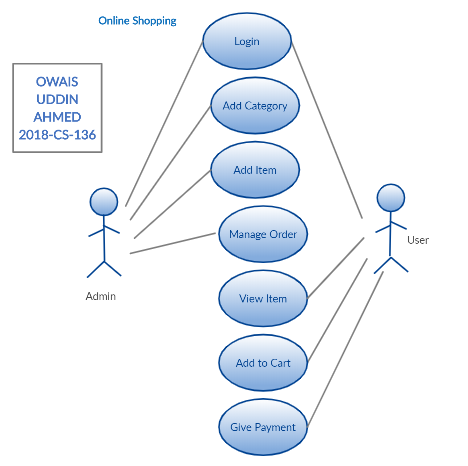 Online Shopping
OWAIS
UDDIN
AHMED
2018-CS-136
Login
Add Category
Add Item
Manage Order
View Item
Add to Cart
Give Payment
Admin
User